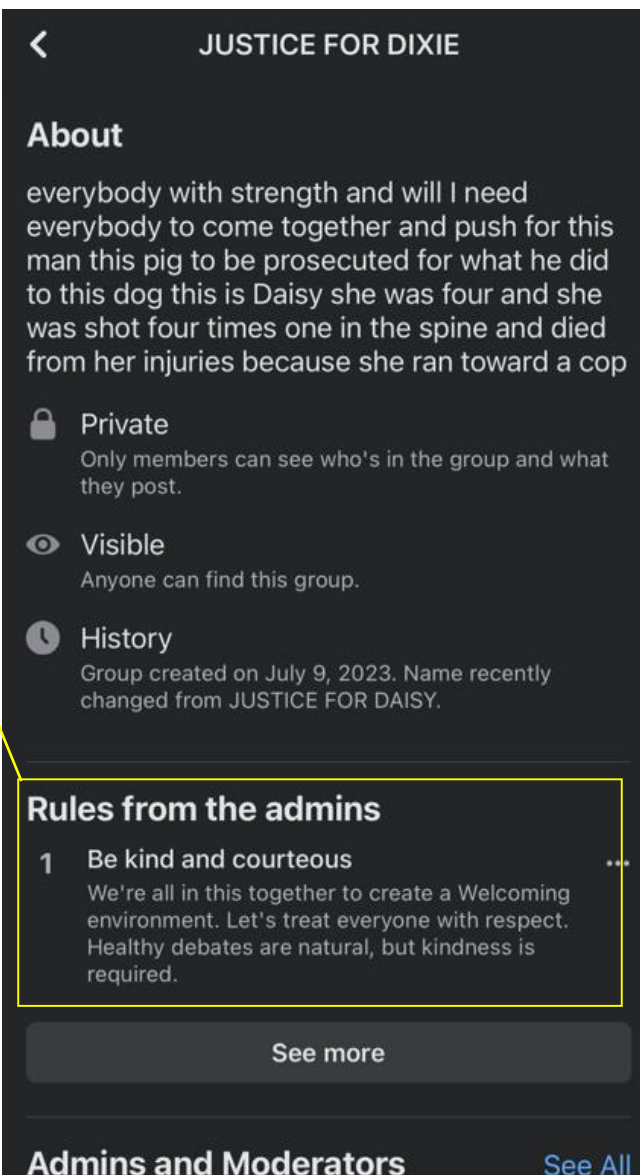 JUSTICE FOR DIXIE
About
everybody with strength and will I need
everybody to come together and push for this
man this pig to be prosecuted for what he did
to this dog this is Daisy she was four and she
was shot four times one in the spine and died
from her injuries because she ran toward a cop
Private
Only members can see who's in the group and what
they post.
Visible
Anyone can find this group.
History
Group created on July 9, 2023. Name recently
changed from JUSTICE FOR DAISY.
Rules from the admins
1 Be kind and courteous
We're all in this together to create a Welcoming
environment. Let's treat everyone with respect.
Healthy debates are natural, but kindness is
required.
See more
Admins and Moderators See All